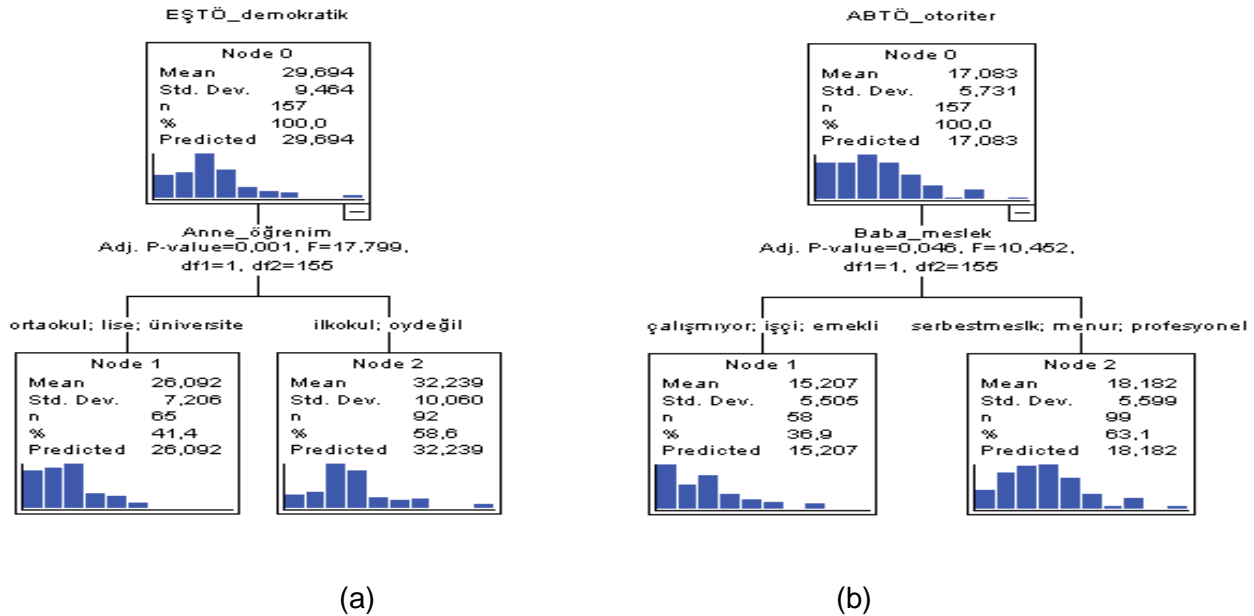 EŞTÖ_demokratik
Node 0
Mean 29,694
Std. Dev. 9,464
n 157
% 100,0
Predicted 29,694
Anne_öğrenim
Adj. P-value=0,001, F=17,799,
df1=1, df2=155
ortaokul; lise; üniversite
Node 1
Mean 26,092
Std. Dev. 7,206
n 65
% 41,4
Predicted 26,092
ilkokul; oydeğil
Node 2
Mean 32,239
Std. Dev. 10,060
n 92
% 58,6
Predicted 32,239
(a)
ABTÖ_otoriter
Node 0
Mean 17,083
Std. Dev. 5,731
n 157
% 100,0
Predicted 17,083
Baba_meslek
Adj. P-value=0,046, F=10,452,
df1=1, df2=155
çalışmıyor; işçi; emekli
Node 1
Mean 15,207
Std. Dev. 5,505
n 58
% 36,9
Predicted 15,207
serbestmeslk; memur; profesyonel
Node 2
Mean 18,182
Std. Dev. 5,599
n 99
% 63,1
Predicted 18,182
(b)